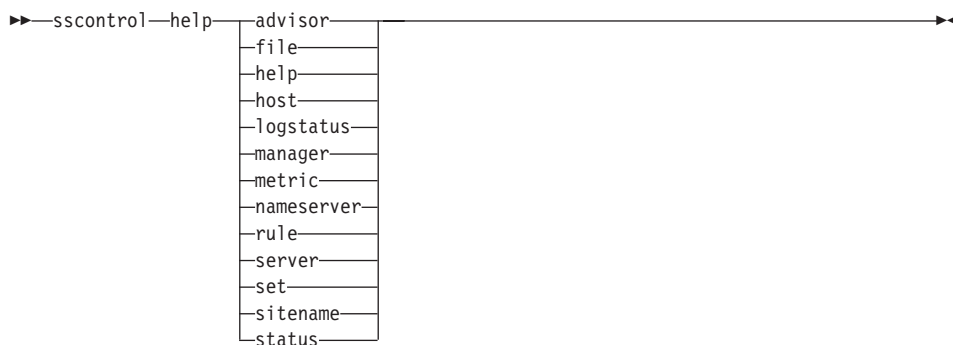 sscontrol help advisor
file
help
host
logstatus
manager
metric
nameserver
rule
server
set
sitename
status